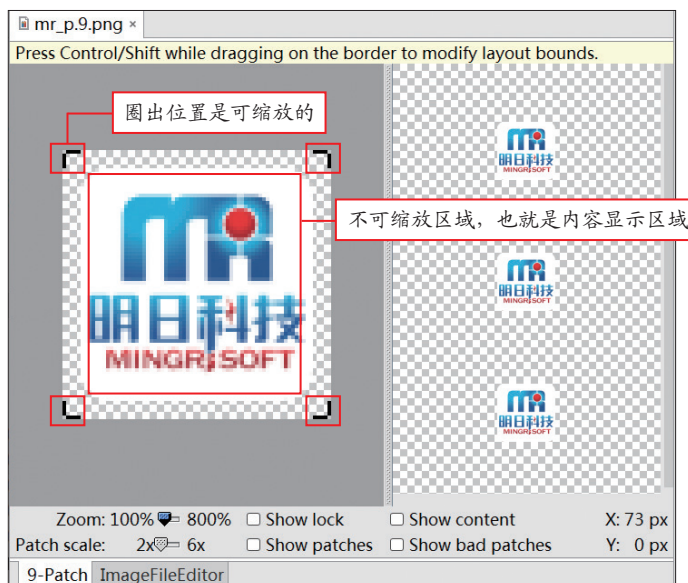 mr_p.9.png ×
Press Control/Shift while dragging on the border to modify layout bounds.
圈出位置是可缩放的
不可缩放区域，也就是内容显示区域
明日科技
MINGRISOFT
明日科技
MINGRISOFT
明日科技
MINGRISOFT
明日科技
MINGRISOFT
Zoom: 100% 800% Show lock Show content X: 73 px
Patch scale: 2x 6x Show patches Show bad patches Y: 0 px
9-Patch ImageFileEditor